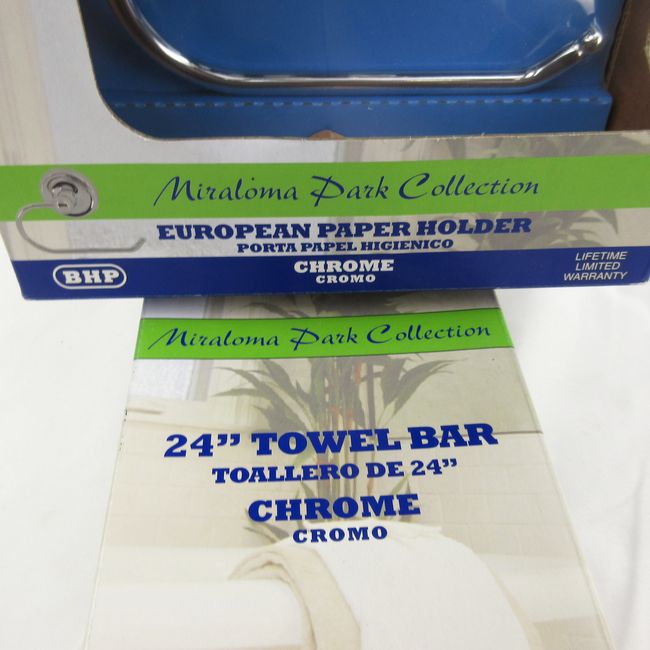 Miraloma Park Collection
EUROPEAN PAPER HOLDER
PORTA PAPEL HIGIENICO
BHP
CHROME
CROMO
LIFETIME
LIMITED
WARRANTY
Miraloma Park Collection
24” TOWEL BAR
TOALLERO DE 24”
CHROME
CROMO